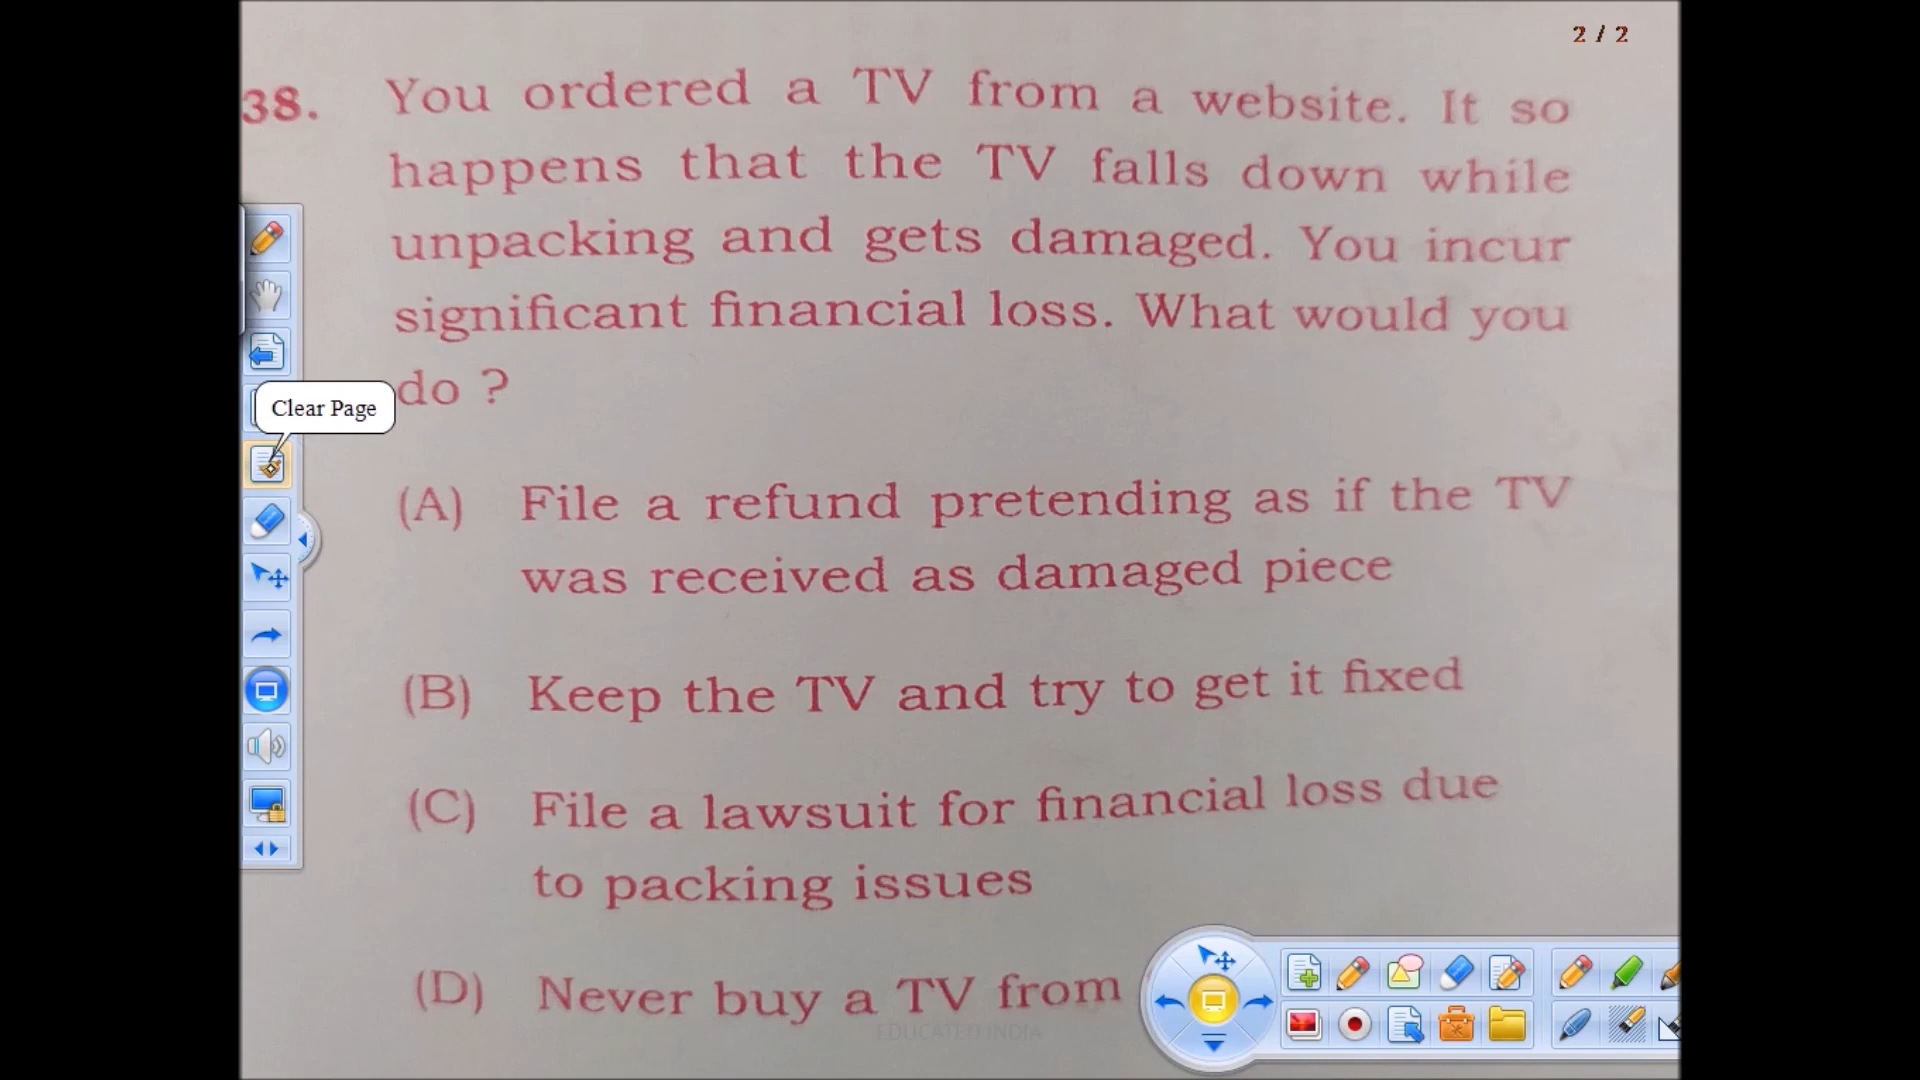 2 / 2
38. You ordered a TV from a website. It so
happens that the TV falls down while
unpacking and gets damaged. You incur
significant financial loss. What would you
do ?
Clear Page
(A) File a refund pretending as if the TV
was received as damaged piece
(B) Keep the TV and try to get it fixed
(C) File a lawsuit for financial loss due
to packing issues
(D) Never buy a TV from
EDUCATED INDIA